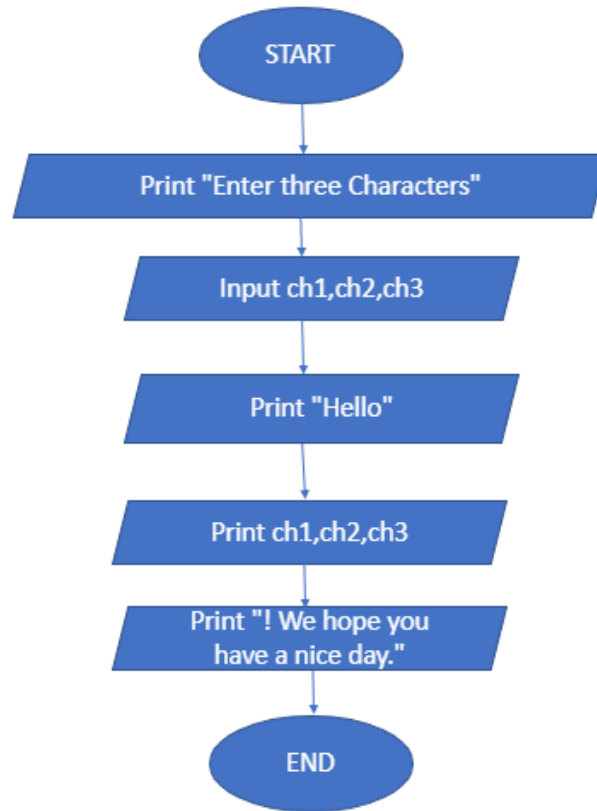 START
Print "Enter three Characters"
Input ch1,ch2,ch3
Print "Hello"
Print ch1,ch2,ch3
Print "! We hope you
have a nice day."
END